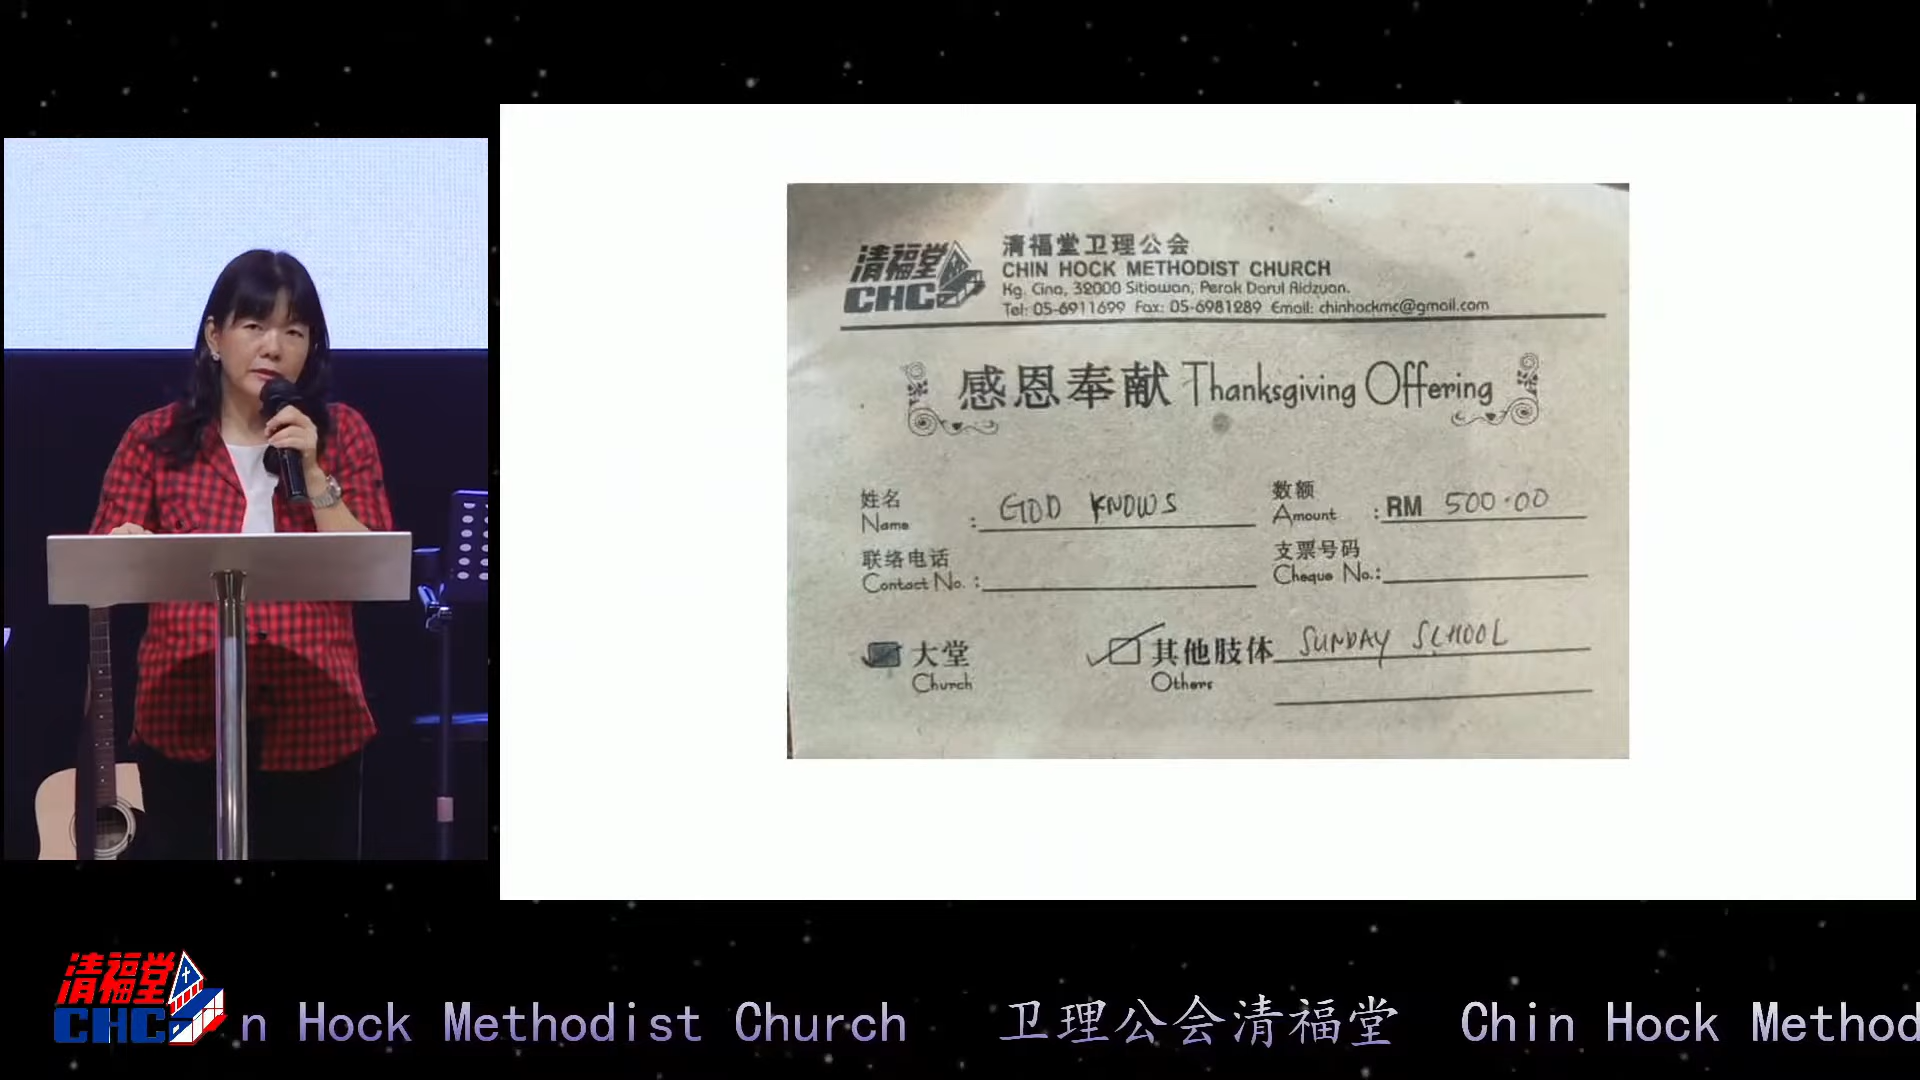 清福堂
CHC
清福堂卫理公会
CHIN HOCK METHODIST CHURCH
Kg. Cina, 32000 Sitiawan, Perak Darul Ridzuan.
Tel: 05-6911699 Fax: 05-6981289 Email: chinhockmc@gmail.com
感恩奉献 Thanksgiving Offering
姓名
Name : GOD KNOWS
数额
Amount : RM 500.00
联络电话
Contact No. :
支票号码
Cheque No.:
大堂
Church
其他肢体 SUNDAY SCHOOL
Others
清福堂
CHC
n Hock Methodist Church 卫理公会清福堂 Chin Hock Method